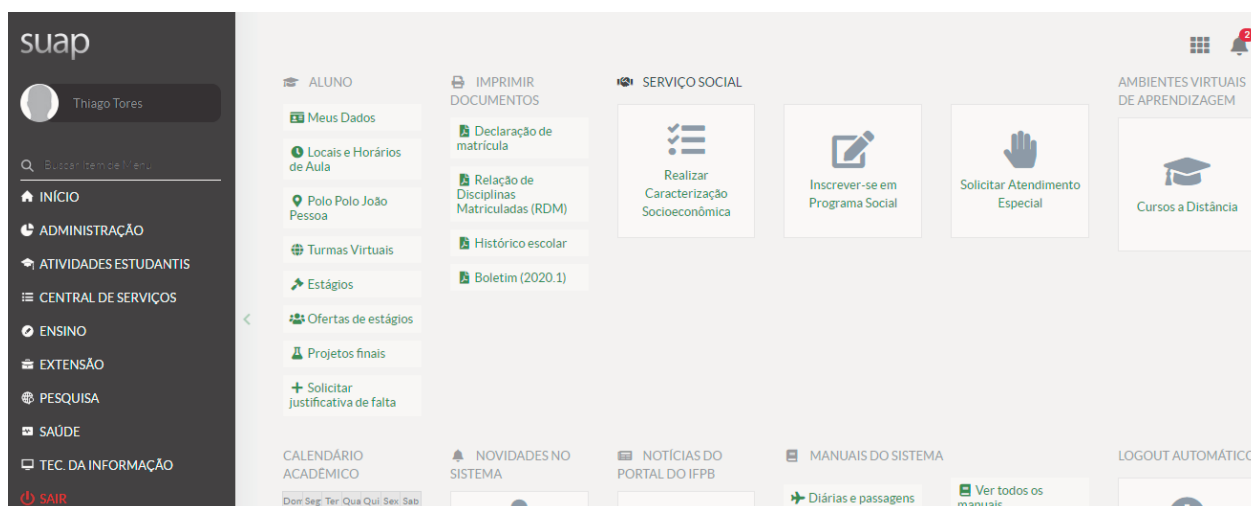 suap
Thiago Tores
Buscar Item de Menu
INÍCIO
ADMINISTRAÇÃO
ATIVIDADES ESTUDANTIS
CENTRAL DE SERVIÇOS
ENSINO
EXTENSÃO
PESQUISA
SAÚDE
TEC. DA INFORMAÇÃO
SAIR
2
ALUNO
Meus Dados
Locais e Horários
de Aula
Polo Polo João
Pessoa
Turmas Virtuais
Estágios
Ofertas de estágios
Projetos finais
Solicitar
justificativa de falta
IMPRIMIR
DOCUMENTOS
Declaração de
matrícula
Relação de
Disciplinas
Matriculadas (RDM)
Histórico escolar
Boletim (2020.1)
SERVIÇO SOCIAL
Realizar
Caracterização
Socioeconômica
Inscrever-se em
Programa Social
Solicitar Atendimento
Especial
AMBIENTES VIRTUAIS
DE APRENDIZAGEM
Cursos a Distância
CALENDÁRIO
ACADÊMICO
Dom Seg Ter Qua Qui Sex Sab
NOVIDADES NO
SISTEMA
NOTÍCIAS DO
PORTAL DO IFPB
MANUAIS DO SISTEMA
Diárias e passagens
Ver todos os
manuais
LOGOUT AUTOMÁTICO